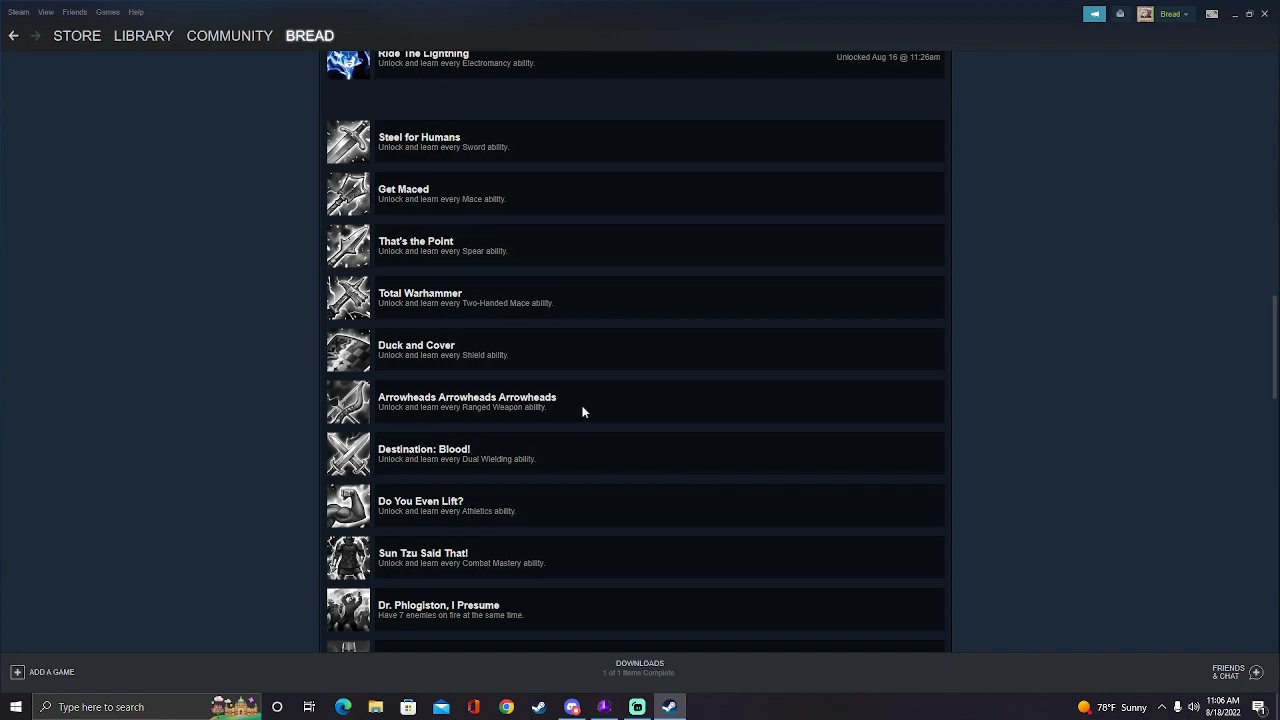 Steam View Friends Games Help
Bread
STORE LIBRARY COMMUNITY BREAD
Ride The Lightning
Unlock and learn every Electromancy ability.
Unlocked Aug 16 @ 11:26am
Steel for Humans
Unlock and learn every Sword ability.
Get Maced
Unlock and learn every Mace ability.
That's the Point
Unlock and learn every Spear ability.
Total Warhammer
Unlock and learn every Two-Handed Mace ability.
Duck and Cover
Unlock and learn every Shield ability.
Arrowheads Arrowheads Arrowheads
Unlock and learn every Ranged Weapon ability.
Destination: Blood!
Unlock and learn every Dual Wielding ability.
Do You Even Lift?
Unlock and learn every Athletics ability.
Sun Tzu Said That!
Unlock and learn every Combat Mastery ability.
Dr. Phlogiston, I Presume
Have 7 enemies on fire at the same time.
ADD A GAME
DOWNLOADS
1 of 1 Items Complete
FRIENDS
& CHAT
Type here to search
78°F Sunny
11:06 AM
8/18/2022